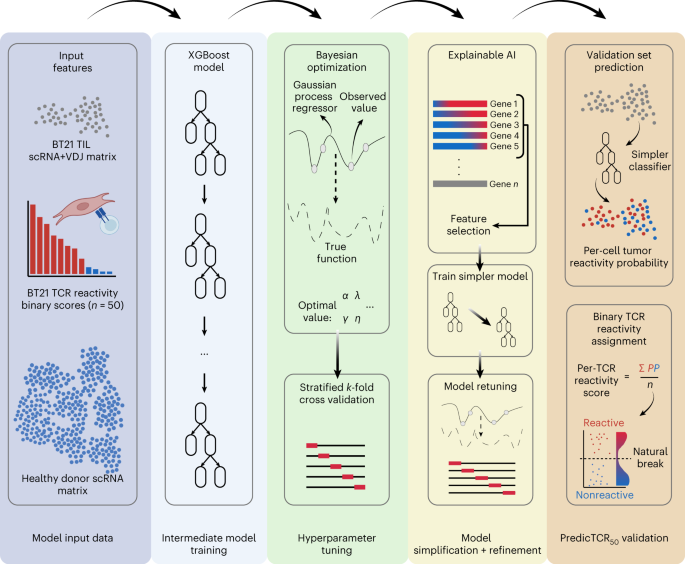 Input
features
BT21 TIL
scRNA+VDJ matrix
BT21 TCR reactivity
binary scores (n = 50)
Healthy donor scRNA
matrix
Model input data
XGBoost
model
...
Intermediate model
training
Bayesian
optimization
Gaussian
process
regressor
Observed
value
True
function
Optimal
value:
α λ
...
γ η
Stratified k-fold
cross validation
Hyperparameter
tuning
Explainable AI
Gene 1
Gene 2
Gene 3
Gene 4
Gene 5
Gene n
Feature
selection
Train simpler model
Model retuning
Model
simplification + refinement
Validation set
prediction
Simpler
classifier
Per-cell tumor
reactivity probability
Binary TCR
reactivity
assignment
Per-TCR
reactivity
score
=
Σ PP
n
Reactive
Natural
break
Nonreactive
PredicTCR50 validation